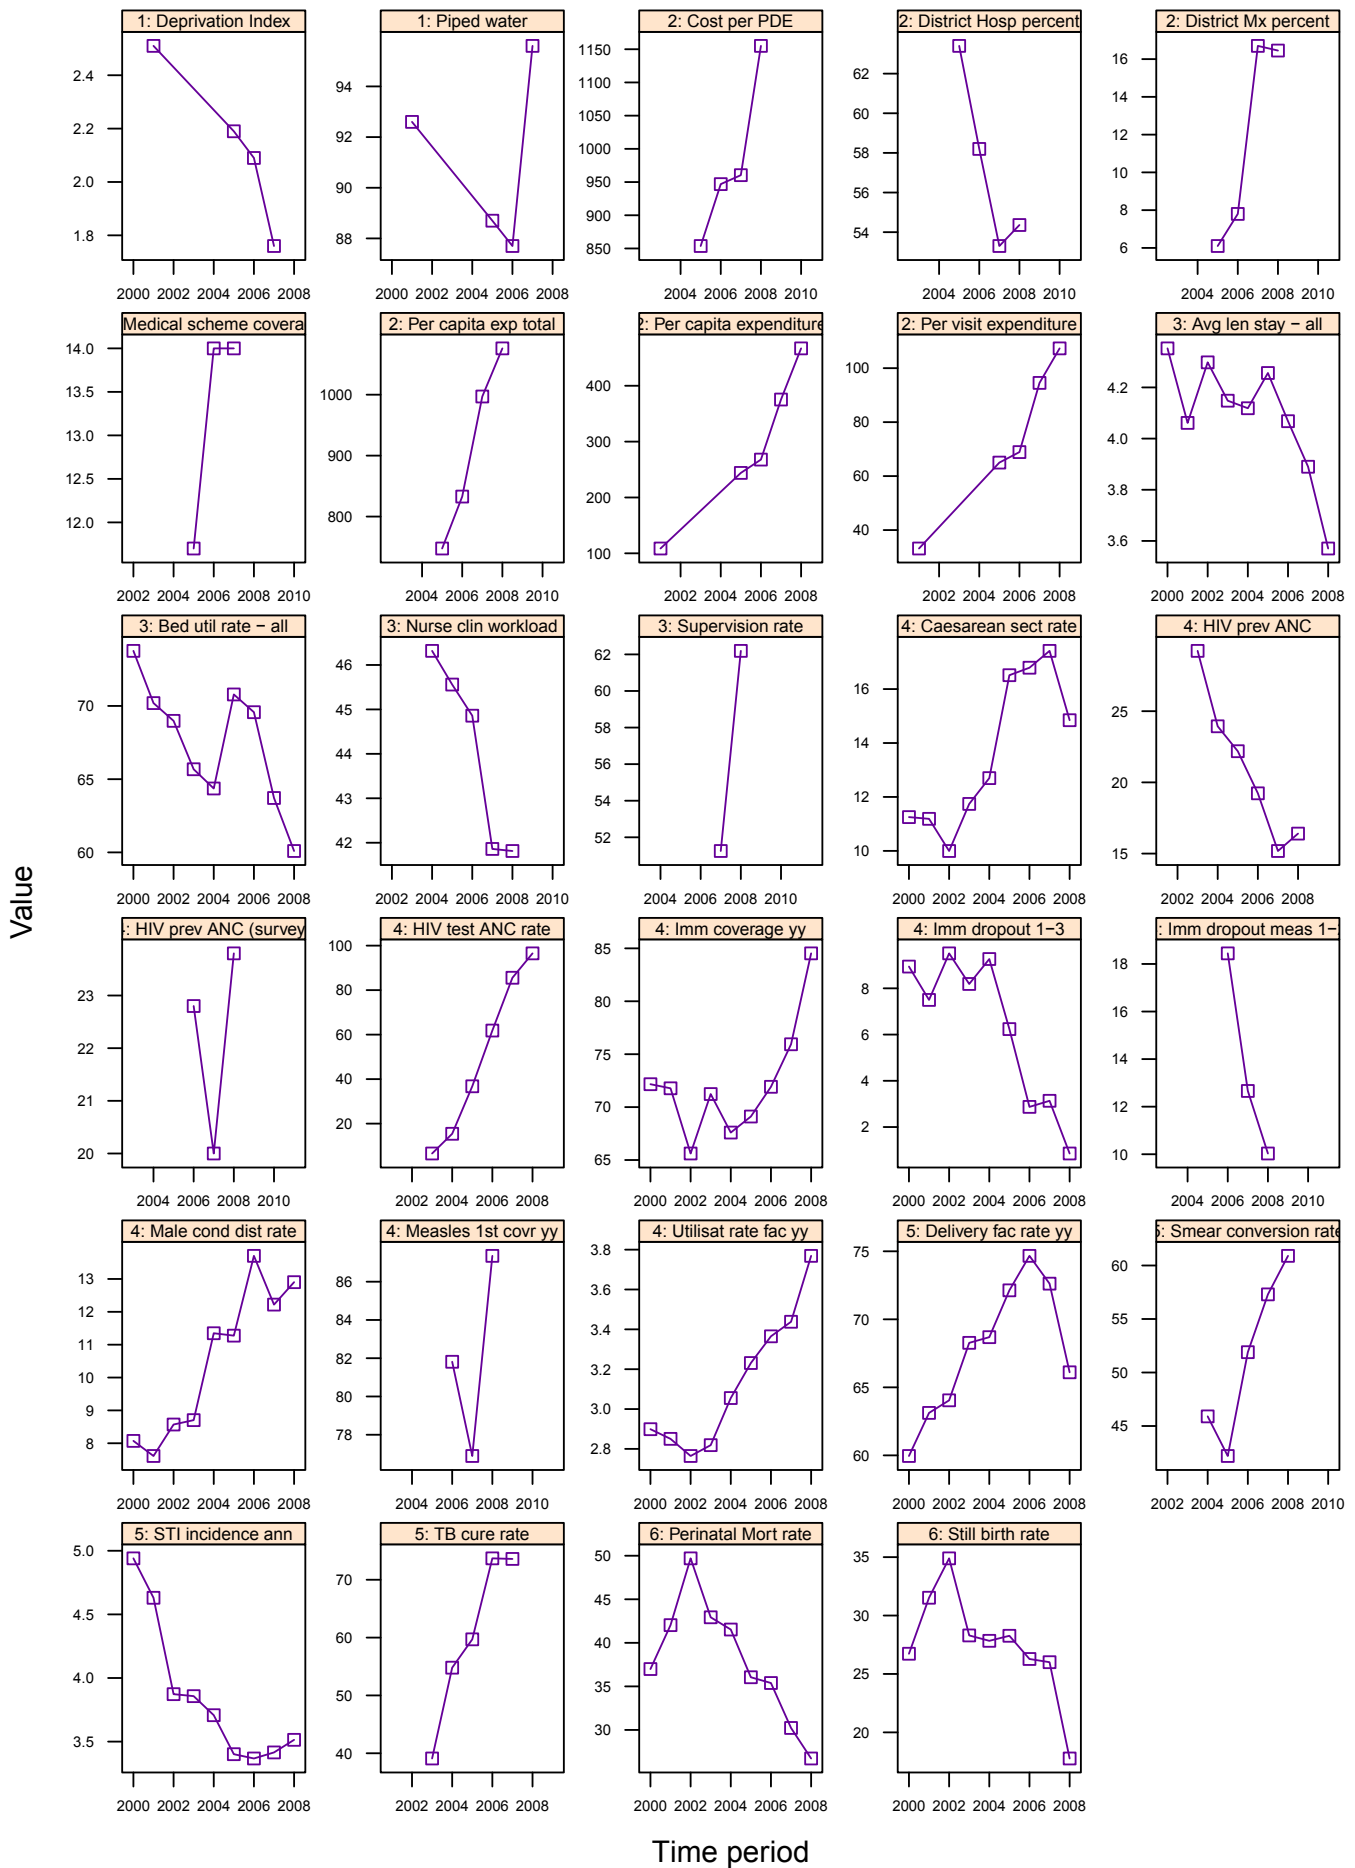 1: Deprivation Index
1: Piped water
2: Cost per PDE
2: District Hosp percent
2: District Mx percent
2.4
2.2
2.0
1.8
2000 2002 2004 2006 2008
94
92
90
88
2000 2002 2004 2006 2008
1150
1100
1050
1000
950
900
850
2004 2006 2008 2010
62
60
58
56
54
2004 2006 2008 2010
16
14
12
10
8
6
2004 2006 2008 2010
Medical scheme covera
2: Per capita exp total
2: Per capita expenditure
2: Per visit expenditure
3: Avg len stay − all
14.0
13.5
13.0
12.5
12.0
2002 2004 2006 2008 2010
1000
900
800
2004 2006 2008 2010
400
300
200
100
2002 2004 2006 2008
100
80
60
40
2002 2004 2006 2008
4.2
4.0
3.8
3.6
2000 2002 2004 2006 2008
3: Bed util rate − all
3: Nurse clin workload
3: Supervision rate
4: Caesarean sect rate
4: HIV prev ANC
70
65
60
2000 2002 2004 2006 2008
46
45
44
43
42
2002 2004 2006 2008 2010
62
60
58
56
54
52
2004 2006 2008 2010
16
14
12
10
2000 2002 2004 2006 2008
25
20
15
2002 2004 2006 2008
Value
: HIV prev ANC (survey
4: HIV test ANC rate
4: Imm coverage yy
4: Imm dropout 1−3
: Imm dropout meas 1−
23
22
21
20
2004 2006 2008 2010
100
80
60
40
20
2002 2004 2006 2008
85
80
75
70
65
2000 2002 2004 2006 2008
8
6
4
2
2000 2002 2004 2006 2008
18
16
14
12
10
2004 2006 2008 2010
4: Male cond dist rate
4: Measles 1st covr yy
4: Utilisat rate fac yy
5: Delivery fac rate yy
5: Smear conversion rate
13
12
11
10
9
8
2000 2002 2004 2006 2008
86
84
82
80
78
2004 2006 2008 2010
3.8
3.6
3.4
3.2
3.0
2.8
2000 2002 2004 2006 2008
75
70
65
60
2000 2002 2004 2006 2008
60
55
50
45
2002 2004 2006 2008 2010
5: STI incidence ann
5: TB cure rate
6: Perinatal Mort rate
6: Still birth rate
5.0
4.5
4.0
3.5
2000 2002 2004 2006 2008
70
60
50
40
2002 2004 2006 2008
50
45
40
35
30
2000 2002 2004 2006 2008
35
30
25
20
2000 2002 2004 2006 2008
Time period